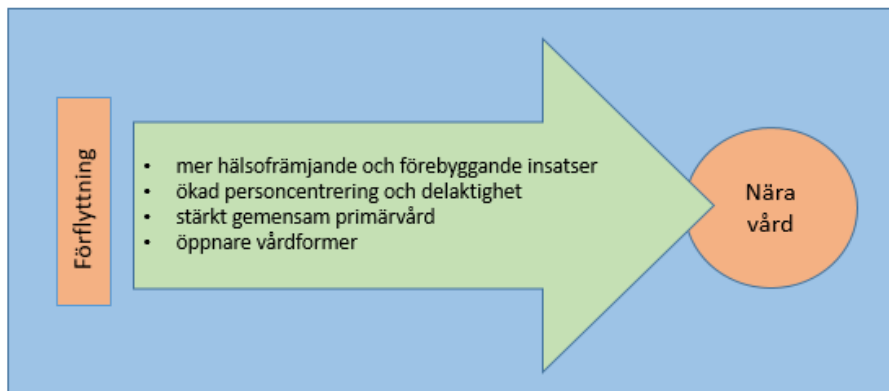 Förflyttning
• mer hälsofrämjande och förebyggande insatser
• ökad personcentrering och delaktighet
• stärkt gemensam primärvård
• öppnare vårdformer
Nära
vård